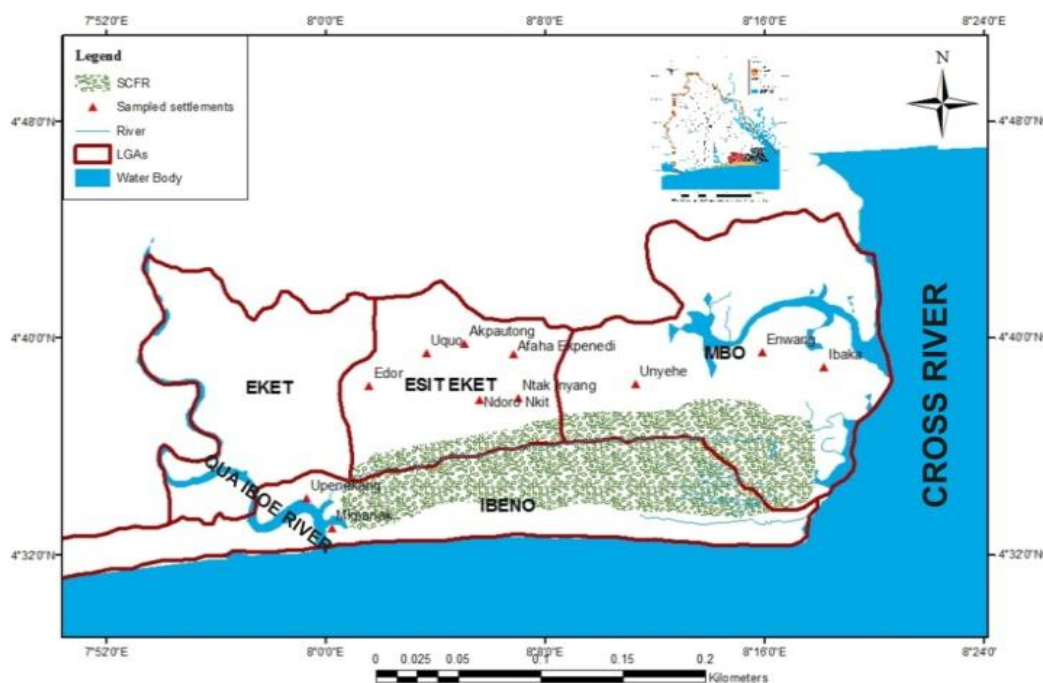 7°52'0"E 8°0'0"E 8°8'0"E 8°16'0"E 8°24'0"E
Legend
SCFR
Sampled settlements
River
LGAs
Water Body
N
4°48'0"N 4°48'0"N
4°40'0"N 4°40'0"N
Akpautong
Uquo
Afaha Ekpenedi
Enwang
MBO
Ibaka
Edor
EKET
ESIT EKET
Unyehe
Ntak Inyang
Ndoro Nkit
CROSS RIVER
QUA IBOE RIVER
Upenekang
IBENO
4°32'0"N 4°32'0"N
7°52'0"E 8°0'0"E 8°8'0"E 8°16'0"E 8°24'0"E
0 0.025 0.05 0.1 0.15 0.2
Kilometers